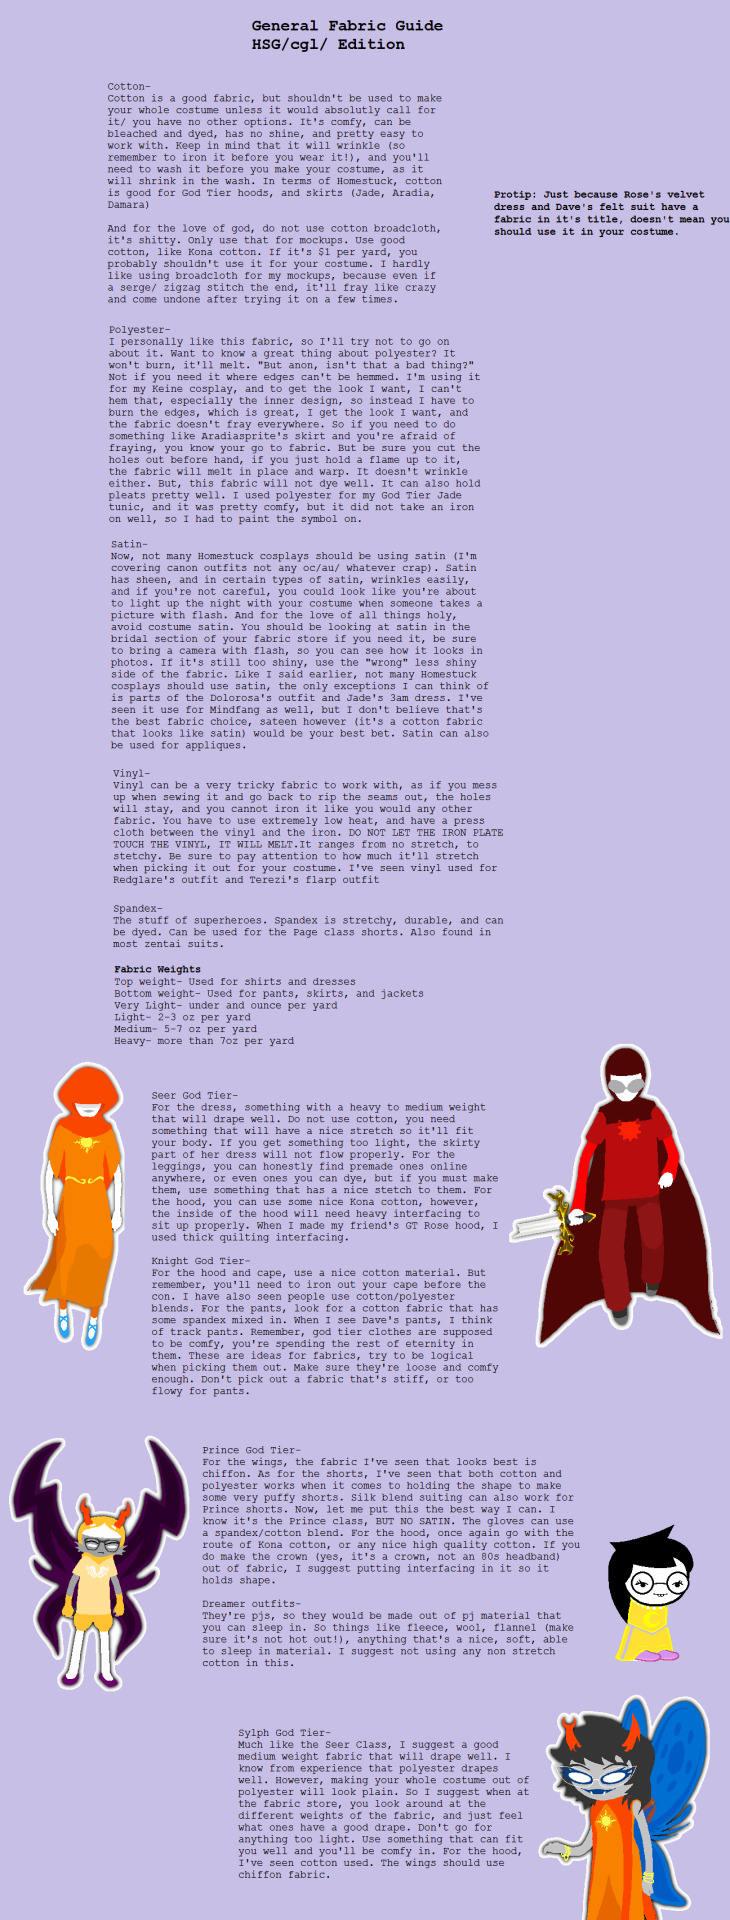 General Fabric Guide
HSG/cgl/ Edition
Cotton-
Cotton is a good fabric, but shouldn't be used to make
your whole costume unless it would absolutly call for
it/ you have no other options. It's comfy, can be
bleached and dyed, has no shine, and pretty easy to
work with. Keep in mind that it will wrinkle (so
remember to iron it before you wear it!), and you'll
need to wash it before you make your costume, as it
will shrink in the wash. In terms of Homestuck, cotton
is good for God Tier hoods, and skirts (Jade, Aradia,
Damara)
Protip: Just because Rose's velvet
dress and Dave's felt suit have a
fabric in it's title, doesn't mean you
should use it in your costume.
And for the love of god, do not use cotton broadcloth,
it's shitty. Only use that for mockups. Use good
cotton, like Kona cotton. If it's $1 per yard, you
probably shouldn't use it for your costume. I hardly
like using broadcloth for my mockups, because even if
a serge/ zigzag stitch the end, it'll fray like crazy
and come undone after trying it on a few times.
Polyester-
I personally like this fabric, so I'll try not to go on
about it. Want to know a great thing about polyester? It
won't burn, it'll melt. "But anon, isn't that a bad thing?"
Not if you need it where edges can't be hemmed. I'm using it
for my Keine cosplay, and to get the look I want, I can't
hem that, especially the inner design, so instead I have to
burn the edges, which is great, I get the look I want, and
the fabric doesn't fray everywhere. So if you need to do
something like Aradiasprite's skirt and you're afraid of
fraying, you know your go to fabric. But be sure you cut the
holes out before hand, if you just hold a flame up to it,
the fabric will melt in place and warp. It doesn't wrinkle
either. But, this fabric will not dye well. It can also hold
pleats pretty well. I used polyester for my God Tier Jade
tunic, and it was pretty comfy, but it did not take an iron
on well, so I had to paint the symbol on.
Satin-
Now, not many Homestuck cosplays should be using satin (I'm
covering canon outfits not any oc/au/ whatever crap). Satin
has sheen, and in certain types of satin, wrinkles easily,
and if you're not careful, you could look like you're about
to light up the night with your costume when someone takes a
picture with flash. And for the love of all things holy,
avoid costume satin. You should be looking at satin in the
bridal section of your fabric store if you need it, be sure
to bring a camera with flash, so you can see how it looks in
photos. If it's still too shiny, use the "wrong" less shiny
side of the fabric. Like I said earlier, not many Homestuck
cosplays should use satin, the only exceptions I can think of
is parts of the Dolorosa's outfit and Jade's 3am dress. I've
seen it use for Mindfang as well, but I don't believe that's
the best fabric choice, sateen however (it's a cotton fabric
that looks like satin) would be your best bet. Satin can also
be used for appliques.
Vinyl-
Vinyl can be a very tricky fabric to work with, as if you mess
up when sewing it and go back to rip the seams out, the holes
will stay, and you cannot iron it like you would any other
fabric. You have to use extremely low heat, and have a press
cloth between the vinyl and the iron. DO NOT LET THE IRON PLATE
TOUCH THE VINYL, IT WILL MELT.It ranges from no stretch, to
stetchy. Be sure to pay attention to how much it'll stretch
when picking it out for your costume. I've seen vinyl used for
Redglare's outfit and Terezi's flarp outfit
Spandex-
The stuff of superheroes. Spandex is stretchy, durable, and can
be dyed. Can be used for the Page class shorts. Also found in
most zentai suits.
Fabric Weights
Top weight- Used for shirts and dresses
Bottom weight- Used for pants, skirts, and jackets
Very Light- under and ounce per yard
Light- 2-3 oz per yard
Medium- 5-7 oz per yard
Heavy- more than 7oz per yard
Seer God Tier-
For the dress, something with a heavy to medium weight
that will drape well. Do not use cotton, you need
something that will have a nice stretch so it'll fit
your body. If you get something too light, the skirty
part of her dress will not flow properly. For the
leggings, you can honestly find premade ones online
anywhere, or even ones you can dye, but if you must make
them, use something that has a nice stetch to them. For
the hood, you can use some nice Kona cotton, however,
the inside of the hood will need heavy interfacing to
sit up properly. When I made my friend's GT Rose hood, I
used thick quilting interfacing.
Knight God Tier-
For the hood and cape, use a nice cotton material. But
remember, you'll need to iron out your cape before the
con. I have also seen people use cotton/polyester
blends. For the pants, look for a cotton fabric that has
some spandex mixed in. When I see Dave's pants, I think
of track pants. Remember, god tier clothes are supposed
to be comfy, you're spending the rest of eternity in
them. These are ideas for fabrics, try to be logical
when picking them out. Make sure they're loose and comfy
enough. Don't pick out a fabric that's stiff, or too
flowy for pants.
Prince God Tier-
For the wings, the fabric I've seen that looks best is
chiffon. As for the shorts, I've seen that both cotton and
polyester works when it comes to holding the shape to make
some very puffy shorts. Silk blend suiting can also work for
Prince shorts. Now, let me put this the best way I can. I
know it's the Prince class, BUT NO SATIN. The gloves can use
a spandex/cotton blend. For the hood, once again go with the
route of Kona cotton, or any nice high quality cotton. If you
do make the crown (yes, it's a crown, not an 80s headband)
out of fabric, I suggest putting interfacing in it so it
holds shape.
Dreamer outfits-
They're pjs, so they would be made out of pj material that
you can sleep in. So things like fleece, wool, flannel (make
sure it's not hot out!), anything that's a nice, soft, able
to sleep in material. I suggest not using any non stretch
cotton in this.
Sylph God Tier-
Much like the Seer Class, I suggest a good
medium weight fabric that will drape well. I
know from experience that polyester drapes
well. However, making your whole costume out of
polyester will look plain. So I suggest when at
the fabric store, you look around at the
different weights of the fabric, and just feel
what ones have a good drape. Don't go for
anything too light. Use something that can fit
you well and you'll be comfy in. For the hood,
I've seen cotton used. The wings should use
chiffon fabric.